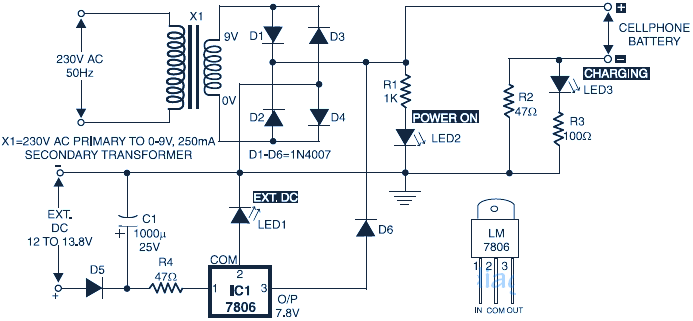 X1
230V AC
50Hz
9V
0V
D1
D3
D2
D4
X1=230V AC PRIMARY TO 0-9V, 250mA
SECONDARY TRANSFORMER
D1-D6=1N4007
R1
1K
POWER ON
LED2
+
CELLPHONE
BATTERY
−
CHARGING
LED3
R2
47Ω
R3
100Ω
-
EXT.
DC
12 TO 13.8V
+
C1
1000µ
25V
+
D5
R4
47Ω
EXT. DC
LED1
COM
2
1
IC1
7806
3
O/P
7.8V
D6
LM
7806
1 2 3
IN COM OUT